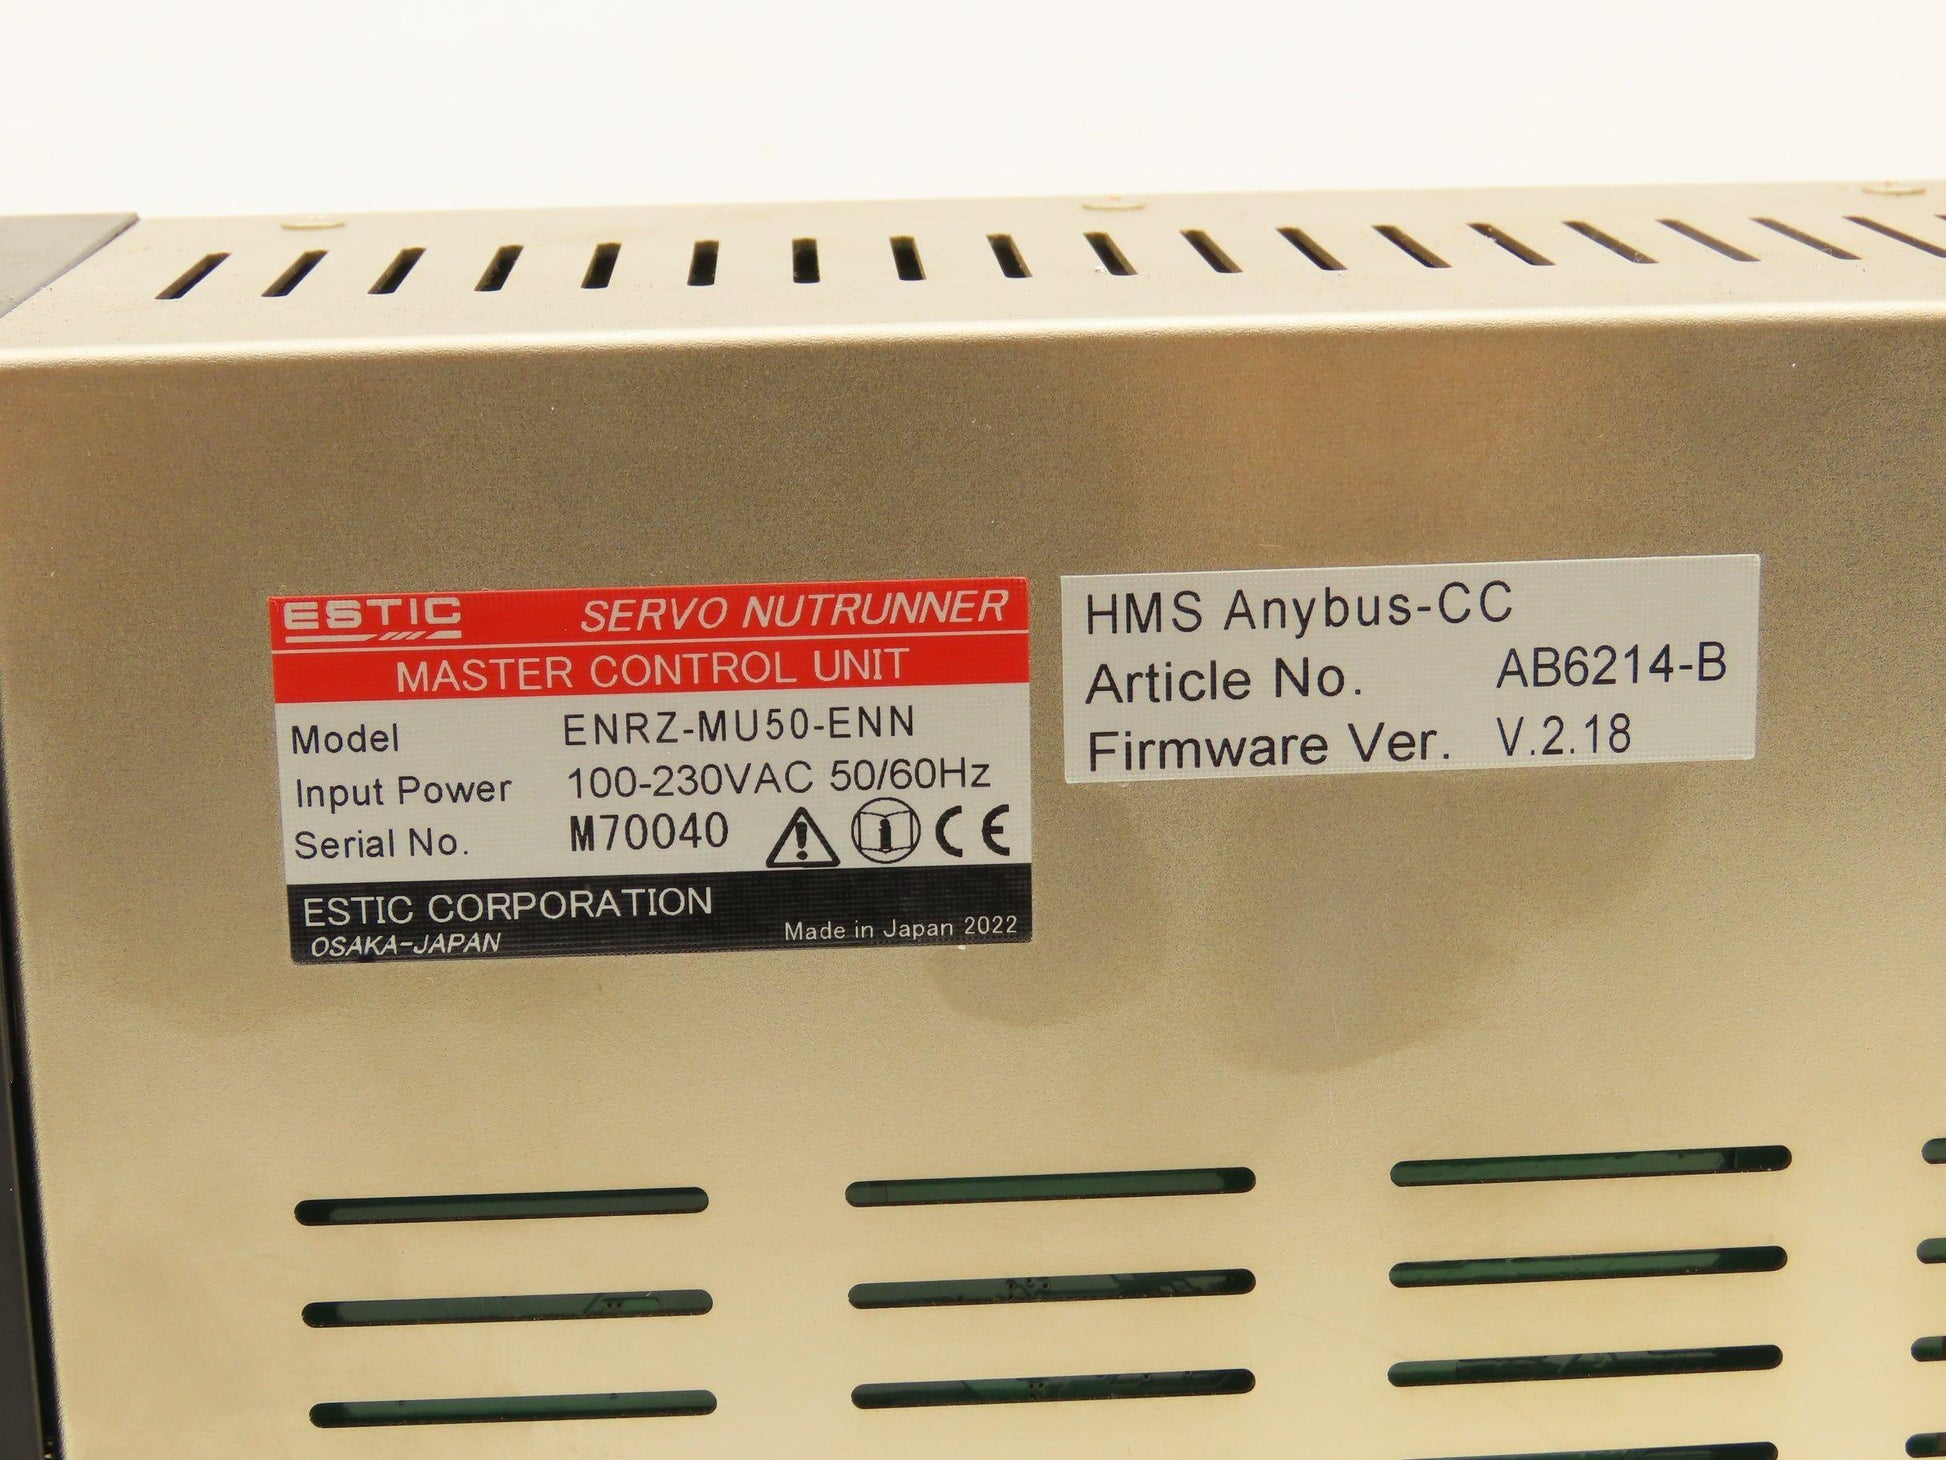 ESTIC SERVO NUTRUNNER
MASTER CONTROL UNIT
Model ENRZ-MU50-ENN
Input Power 100-230VAC 50/60Hz
Serial No. M70040 CE
ESTIC CORPORATION
OSAKA-JAPAN Made in Japan 2022
HMS Anybus-CC
Article No. AB6214-B
Firmware Ver. V.2.18